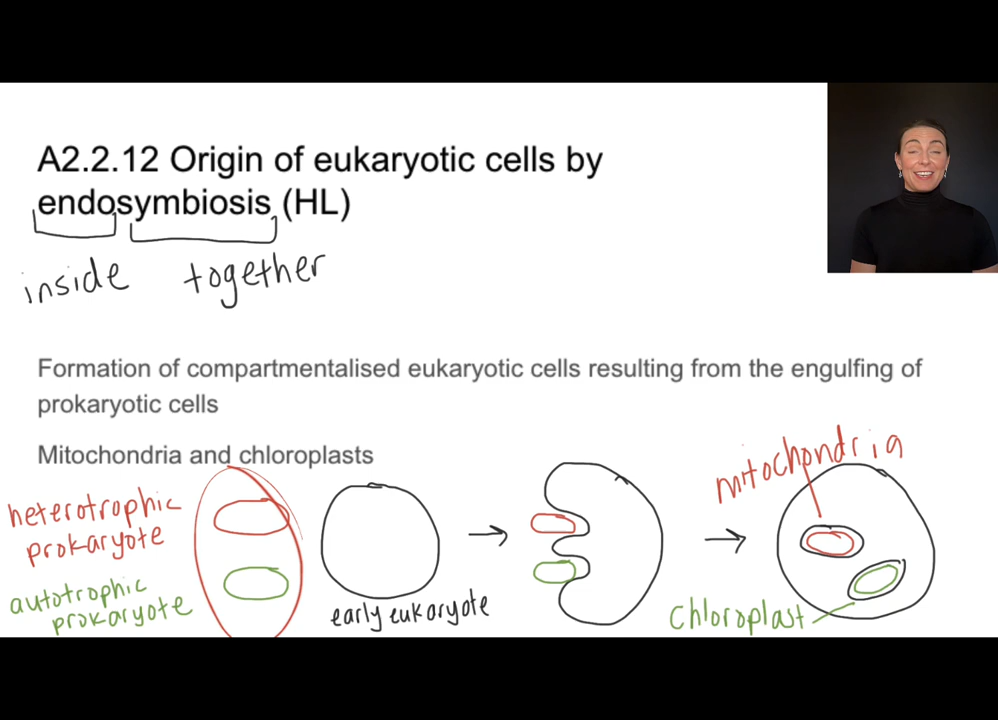 A2.2.12 Origin of eukaryotic cells by
endosymbiosis (HL)
inside together
Formation of compartmentalised eukaryotic cells resulting from the engulfing of
prokaryotic cells
Mitochondria and chloroplasts
mitochondria
heterotrophic
prokaryote
autotrophic
prokaryote
early eukaryote
chloroplast